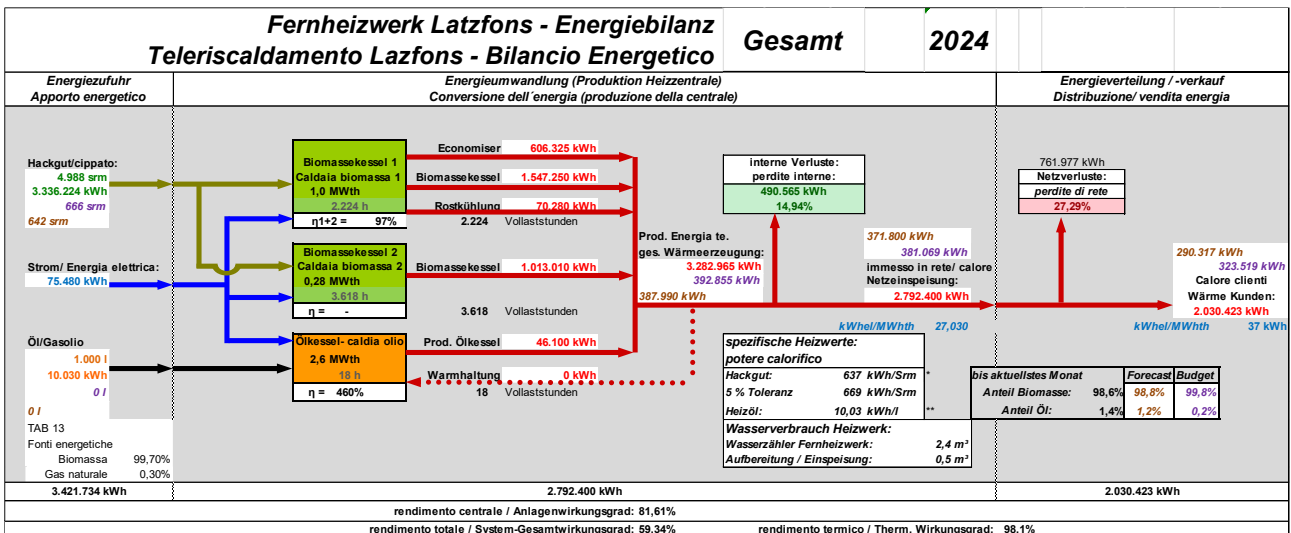 Fernheizwerk Latzfons - Energiebilanz
Teleriscaldamento Lazfons - Bilancio Energetico
Gesamt
2024
Energiezufuhr
Apporto energetico
Energieumwandlung (Produktion Heizzentrale)
Conversione dell´energia (produzione della centrale)
Energieverteilung / -verkauf
Distribuzione/ vendita energia
Hackgut/cippato:
4.988 srm
3.336.224 kWh
666 srm
642 srm
Strom/ Energia elettrica:
75.480 kWh
Öl/Gasolio
1.000 l
10.030 kWh
0 l
0 l
TAB 13
Fonti energetiche
Biomassa 99,70%
Gas naturale 0,30%
Biomassekessel 1
Caldaia biomassa 1
1,0 MWth
2.224 h
η1+2 = 97%
Biomassekessel 2
Caldaia biomassa 2
0,28 MWth
3.618 h
η = -
Ölkessel- caldia olio
2,6 MWth
18 h
η = 460%
Economiser 606.325 kWh
Biomassekessel 1.547.250 kWh
Rostkühlung 70.280 kWh
2.224 Vollaststunden
Biomassekessel 1.013.010 kWh
3.618 Vollaststunden
Prod. Ölkessel 46.100 kWh
Warmhaltung 0 kWh
18 Vollaststunden
Prod. Energia te.
ges. Wärmeerzeugung:
3.282.965 kWh
392.855 kWh
387.990 kWh
interne Verluste:
perdite interne:
490.565 kWh
14,94%
371.800 kWh
381.069 kWh
immesso in rete/ calore
Netzeinspeisung:
2.792.400 kWh
kWhel/MWhth 27,030
761.977 kWh
Netzverluste:
perdite di rete
27,29%
290.317 kWh
323.519 kWh
Calore clienti
Wärme Kunden:
2.030.423 kWh
kWhel/MWhth 37 kWh
spezifische Heizwerte:
potere calorifico
Hackgut: 637 kWh/Srm *
5 % Toleranz 669 kWh/Srm
Heizöl: 10,03 kWh/l **
Wasserverbrauch Heizwerk:
Wasserzähler Fernheizwerk: 2,4 m³
Aufbereitung / Einspeisung: 0,5 m³
bis aktuellstes Monat Forecast Budget
Anteil Biomasse: 98,6% 98,8% 99,8%
Anteil Öl: 1,4% 1,2% 0,2%
3.421.734 kWh
2.792.400 kWh
2.030.423 kWh
rendimento centrale / Anlagenwirkungsgrad: 81,61%
rendimento totale / System-Gesamtwirkungsgrad: 59,34%
rendimento termico / Therm. Wirkungsgrad: 98,1%